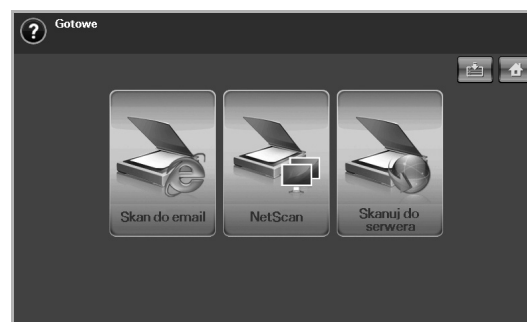 Gotowe
Skan do email
NetScan
Skanuj do
serwera